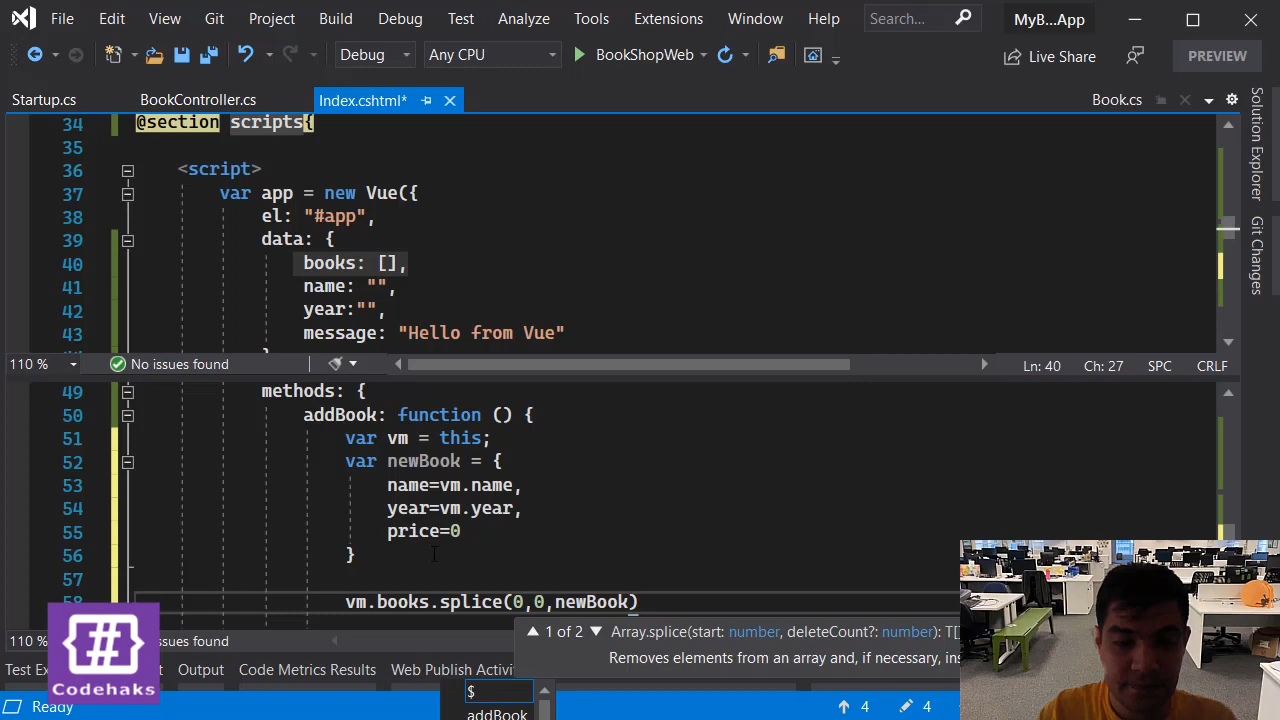 File Edit View Git Project Build Debug Test Analyze Tools Extensions Window Help Search... MyB...App
Debug Any CPU BookShopWeb Live Share PREVIEW
Startup.cs BookController.cs Index.cshtml* Book.cs
34 @section scripts{
35
36 <script>
37 var app = new Vue({
38 el: "#app",
39 data: {
40 books: [],
41 name: "",
42 year:"",
43 message: "Hello from Vue"
110 % No issues found Ln: 40 Ch: 27 SPC CRLF
49 methods: {
50 addBook: function () {
51 var vm = this;
52 var newBook = {
53 name=vm.name,
54 year=vm.year,
55 price=0
56 }
57
58 vm.books.splice(0,0,newBook)
1 of 2 Array.splice(start: number, deleteCount?: number): T[]
Removes elements from an array and, if necessary, ins
110
Test Ex Output Code Metrics Results Web Publish Activi
$
addBook
Ready 4 4
Solution Explorer
Git Changes
{#}
Codehaks